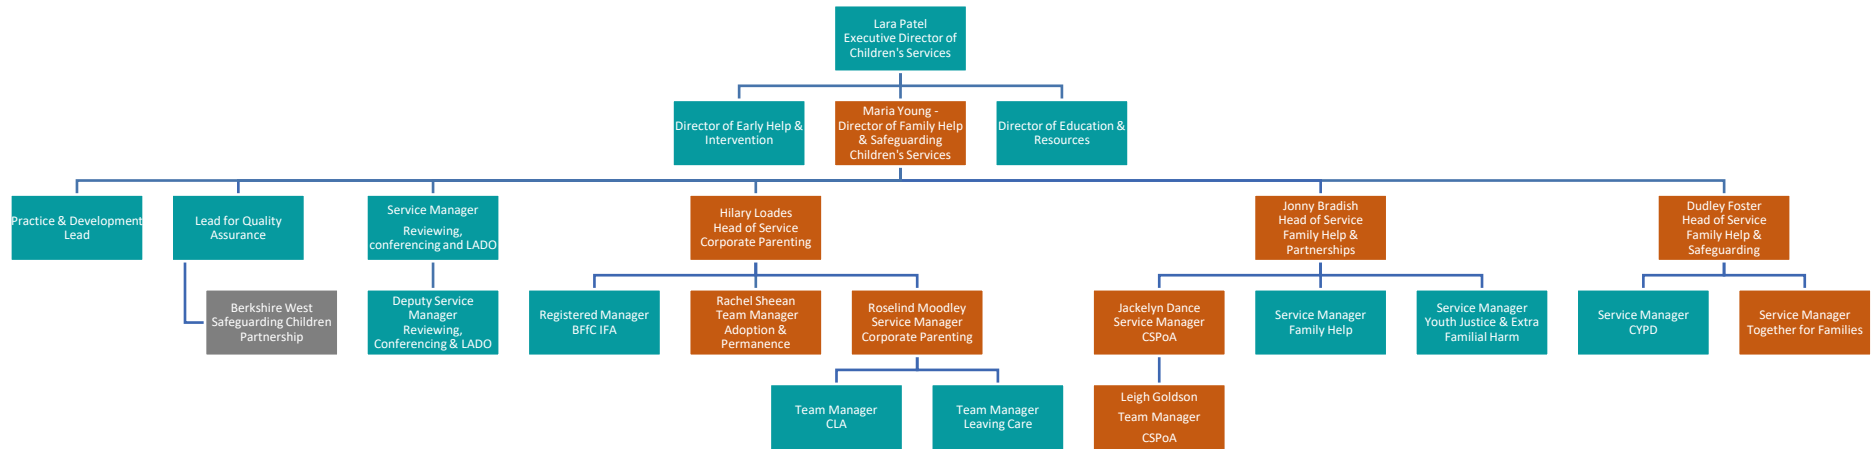 Lara Patel
Executive Director of
Children's Services
Director of Early Help &
Intervention
Maria Young -
Director of Family Help
& Safeguarding
Children's Services
Director of Education &
Resources
Practice & Development
Lead
Lead for Quality
Assurance
Service Manager
Reviewing,
conferencing and LADO
Hilary Loades
Head of Service
Corporate Parenting
Jonny Bradish
Head of Service
Family Help &
Partnerships
Dudley Foster
Head of Service
Family Help &
Safeguarding
Berkshire West
Safeguarding Children
Partnership
Deputy Service
Manager
Reviewing,
Conferencing & LADO
Registered Manager
BFfC IFA
Rachel Sheean
Team Manager
Adoption &
Permanence
Roselind Moodley
Service Manager
Corporate Parenting
Jackelyn Dance
Service Manager
CSPoA
Service Manager
Family Help
Service Manager
Youth Justice & Extra
Familial Harm
Service Manager
CYPD
Service Manager
Together for Families
Team Manager
CLA
Team Manager
Leaving Care
Leigh Goldson
Team Manager
CSPoA